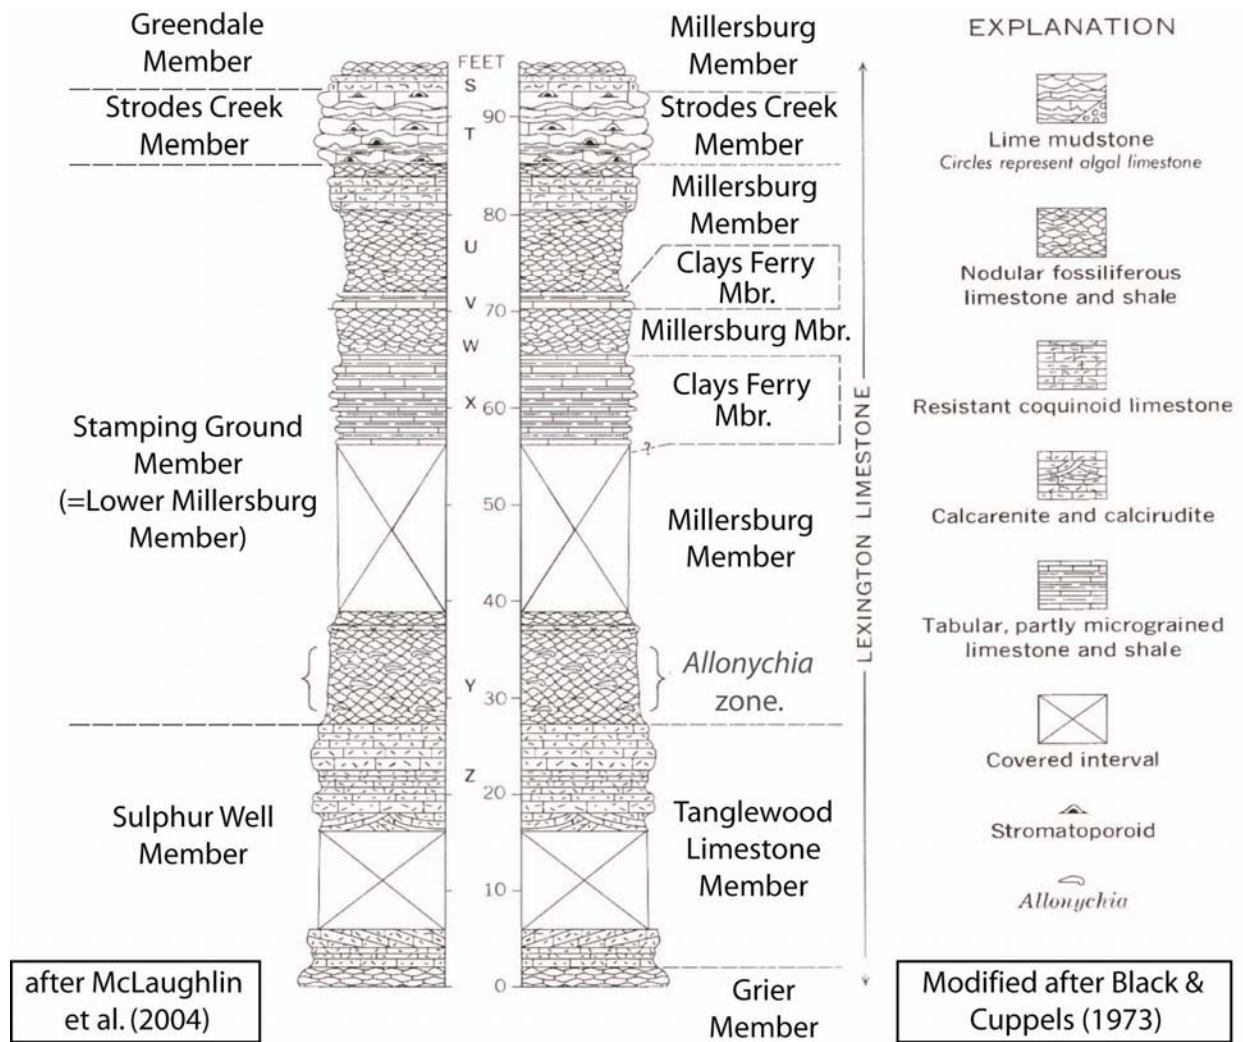 Greendale
Member
Strodes Creek
Member
Stamping Ground
Member
(=Lower Millersburg
Member)
Sulphur Well
Member
after McLaughlin
et al. (2004)
FEET
S
90
T
80
U
V
70
W
X
60
50
40
Y
30
Z
20
10
0
Millersburg
Member
Strodes Creek
Member
Millersburg
Member
Clays Ferry
Mbr.
Millersburg Mbr.
Clays Ferry
Mbr.
?
Millersburg
Member
Allonychia
zone.
Tanglewood
Limestone
Member
Grier
Member
LEXINGTON LIMESTONE
EXPLANATION
Lime mudstone
Circles represent algal limestone
Nodular fossiliferous
limestone and shale
Resistant coquinoid limestone
Calcarenite and calcirudite
Tabular, partly micrograined
limestone and shale
Covered interval
Stromatoporoid
Allonychia
Modified after Black &
Cuppels (1973)